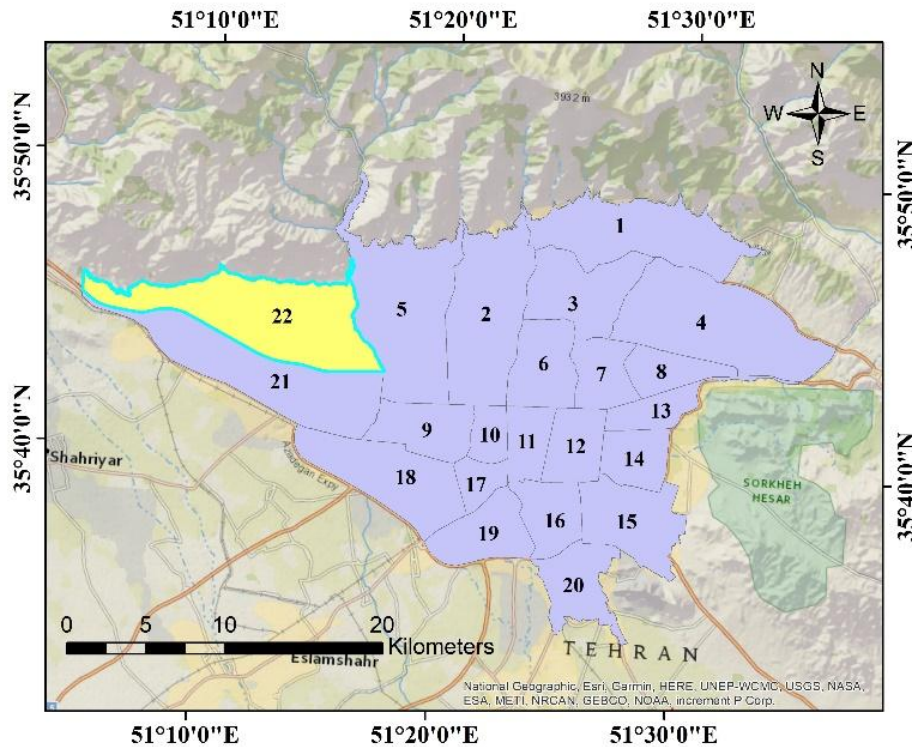 51°10'0"E 51°20'0"E 51°30'0"E
3932 m
N
W E
S
35°50'0"N
35°50'0"N
1
3
5 2 4
22
6 7 8
21
13
9 10 11 12
14
35°40'0"N
35°40'0"N
'Shahriyar
Azadegan Expy
18 17
SORKHEH
HESAR
16 15
19
20
0 5 10 20
Kilometers
Eslamshahr
TEHRAN
National Geographic, Esri, Garmin, HERE, UNEP-WCMC, USGS, NASA,
ESA, METI, NRCAN, GEBCO, NOAA, increment P Corp.
51°10'0"E 51°20'0"E 51°30'0"E